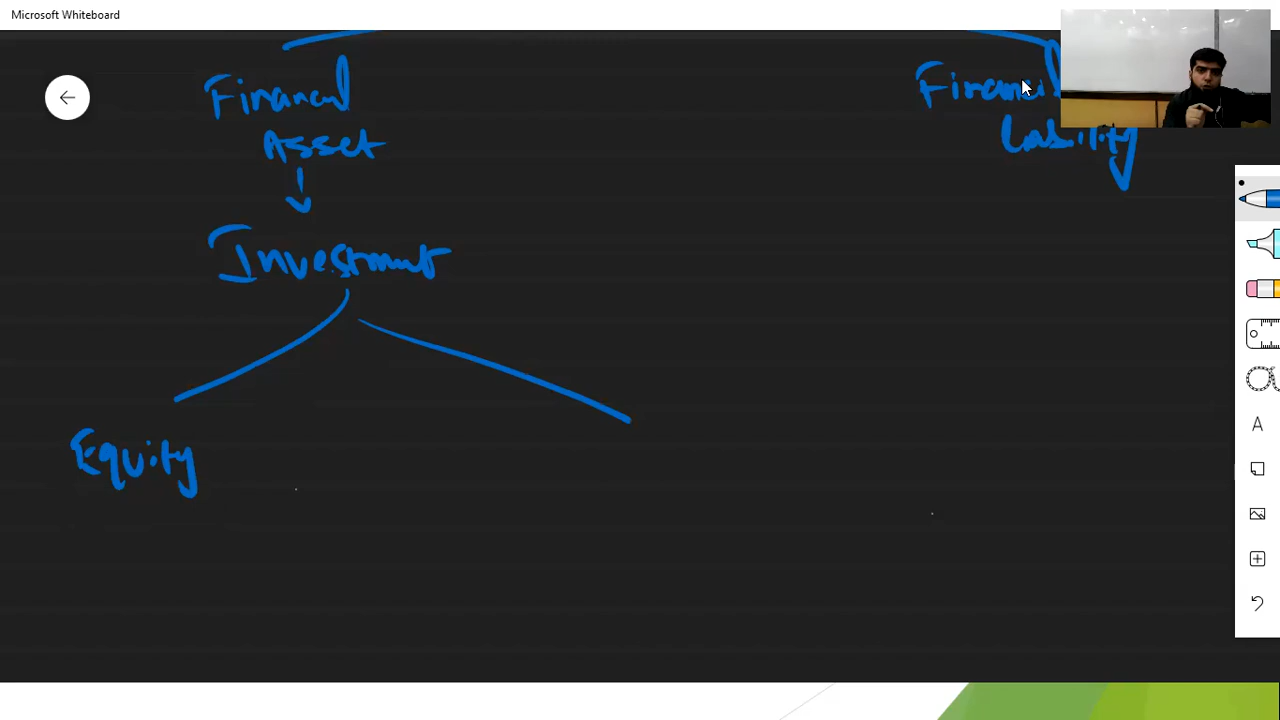 Microsoft Whiteboard
Financial
Asset
Financial
Liability
Investment
Equity
A